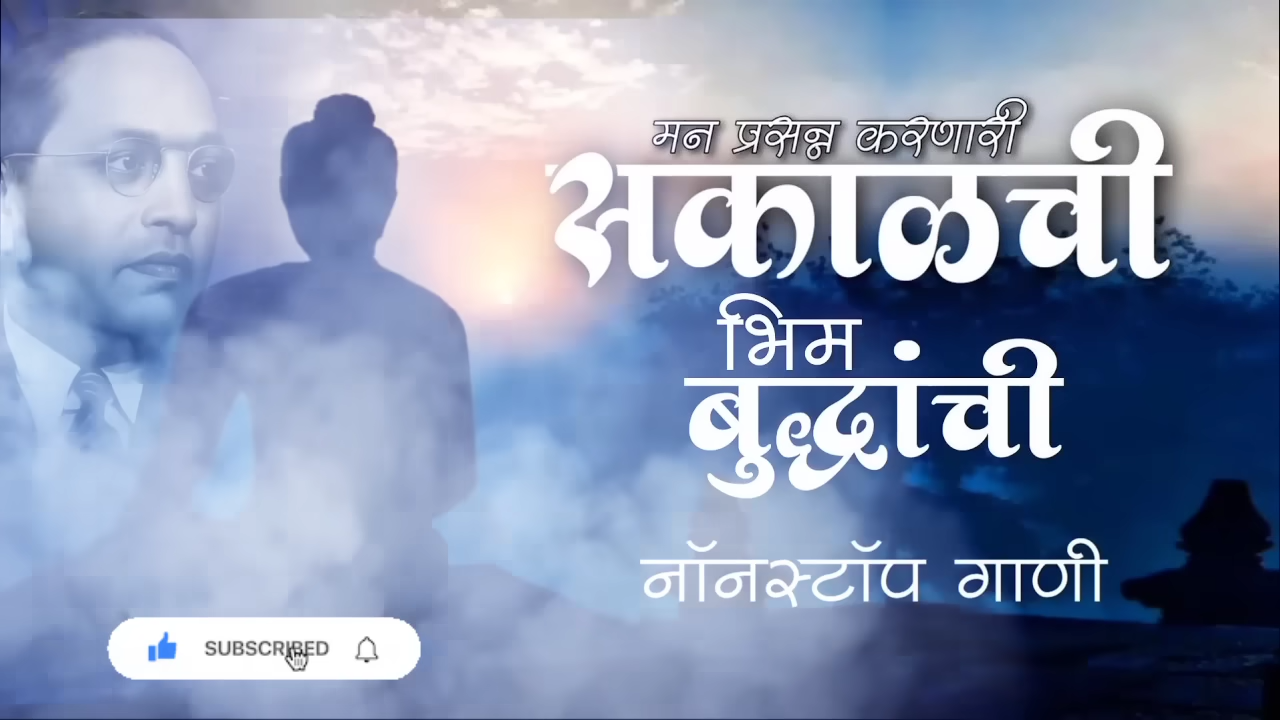 मन प्रसन्न करणारी
सकाळची
भिम
बुद्धांची
नॉनस्टॉप गाणी
SUBSCRIBED